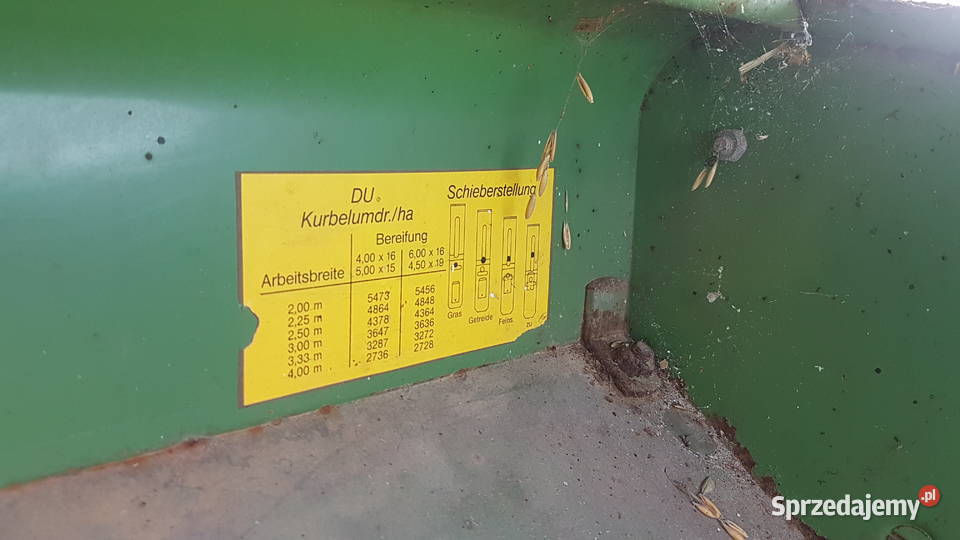 DU.
Kurbelumdr./ha
Schieberstellung
Arbeitsbreite
Bereifung
4,00 x 16 6,00 x 16
5,00 x 15 4,50 x 19
2,00 m 5473 5456
2,25 m 4864 4848
2,50 m 4378 4364
3,00 m 3647 3636
3,33 m 3287 3272
4,00 m 2736 2728
Gras Getreide Feins. zu
Sprzedajemy.pl